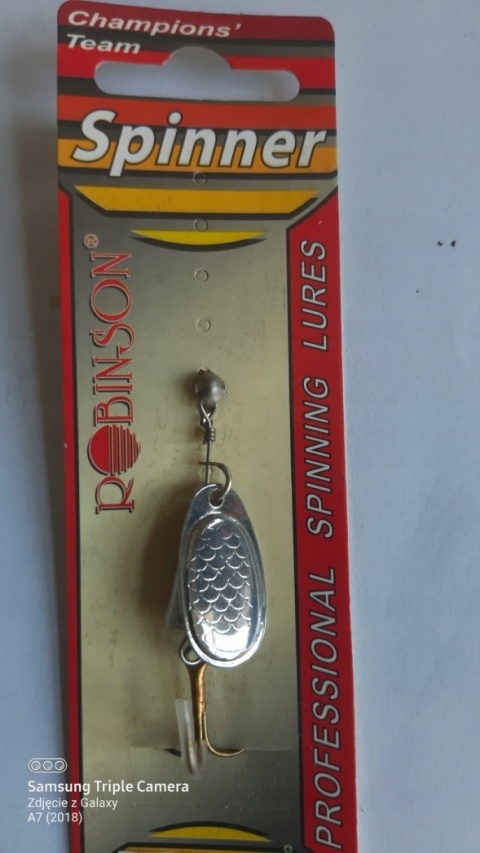 Champions'
Team
Spinner
ROBINSON®
PROFESSIONAL SPINNING LURES
Samsung Triple Camera
Zdjęcie z Galaxy
A7 (2018)